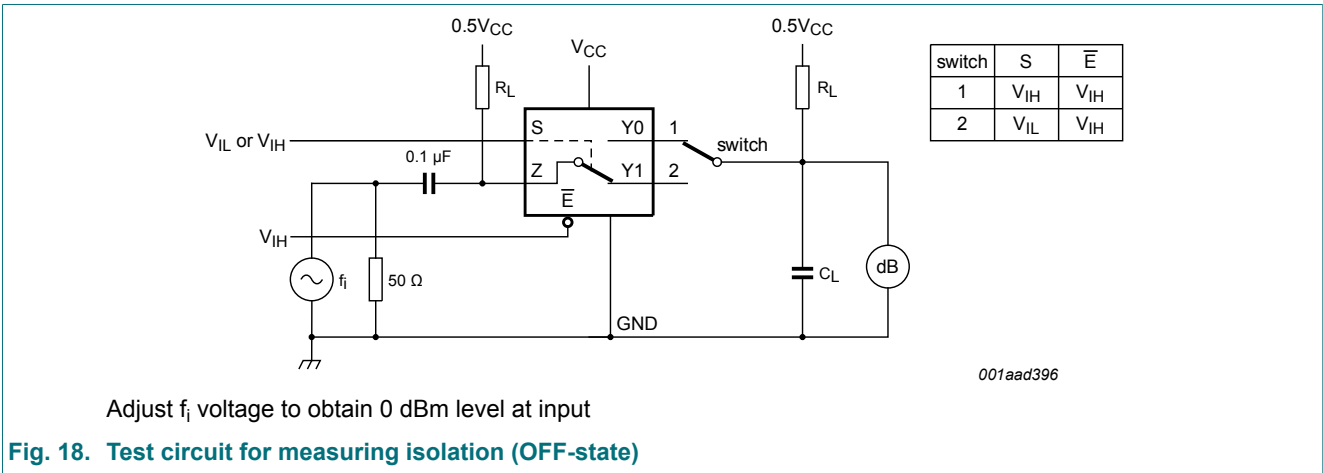 0.5VCC
VCC
0.5VCC
RL
RL
switch S E̅
1 VIH VIH
2 VIL VIH
VIL or VIH
S
Y0
1
switch
0.1 µF
Z
Y1
2
E̅
VIH
fi
50 Ω
CL
dB
GND
001aad396
Adjust fi voltage to obtain 0 dBm level at input
Fig. 18. Test circuit for measuring isolation (OFF-state)